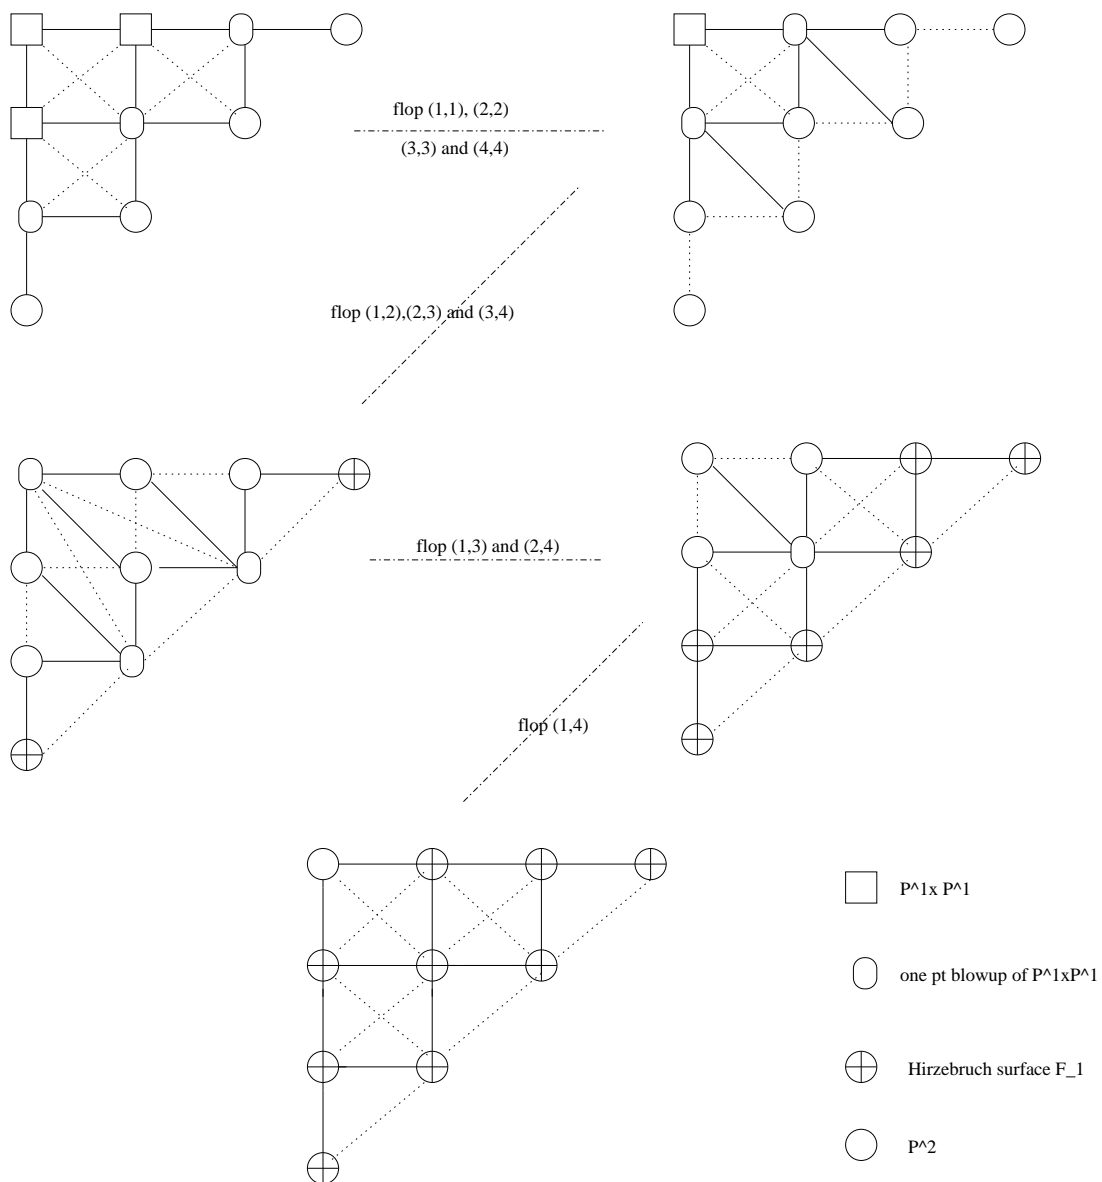 flop (1,1), (2,2)
(3,3) and (4,4)
flop (1,2),(2,3) and (3,4)
flop (1,3) and (2,4)
flop (1,4)
P^1x P^1
one pt blowup of P^1xP^1
Hirzebruch surface F_1
P^2